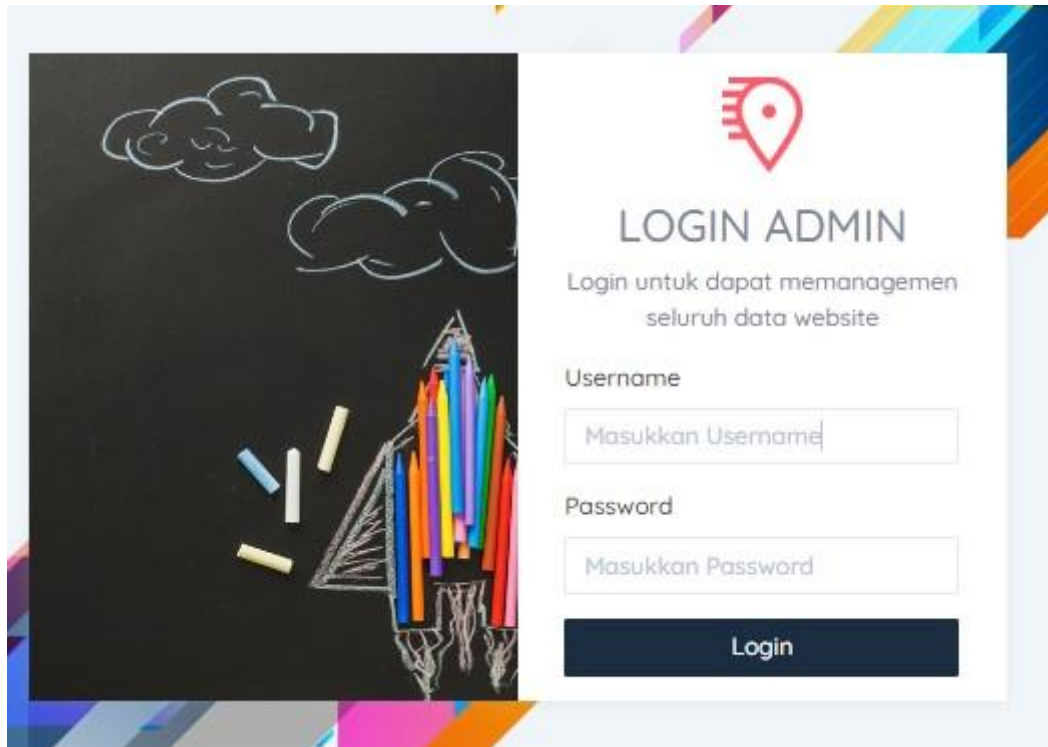 LOGIN ADMIN
Login untuk dapat memanagemen
seluruh data website
Username
Masukkan Username
Password
Masukkan Password
Login